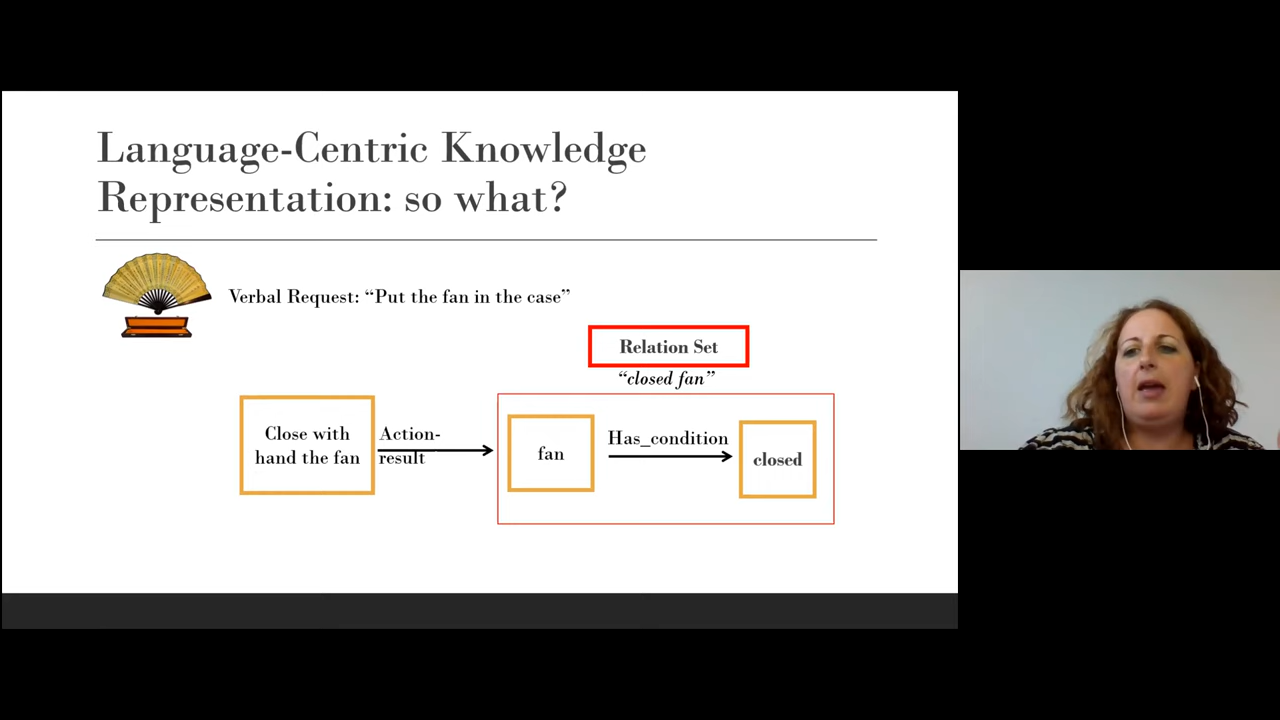 Language-Centric Knowledge
Representation: so what?
Verbal Request: “Put the fan in the case”
Relation Set
“closed fan”
Close with
hand the fan
Action-
result
fan
Has_condition
closed